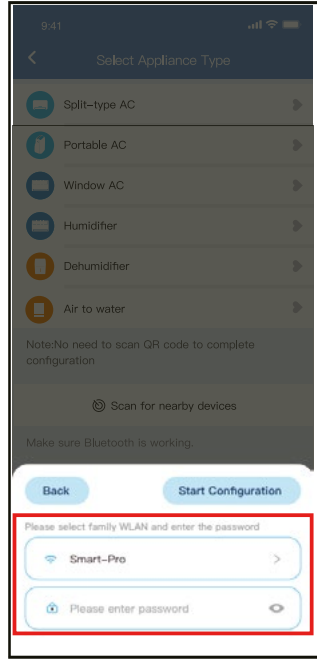 9:41
Select Appliance Type
Split-type AC
Portable AC
Window AC
Humidifier
Dehumidifier
Air to water
Note:No need to scan QR code to complete
configuration
Scan for nearby devices
Make sure Bluetooth is working.
Back
Start Configuration
Please select family WLAN and enter the password
Smart-Pro
Please enter password